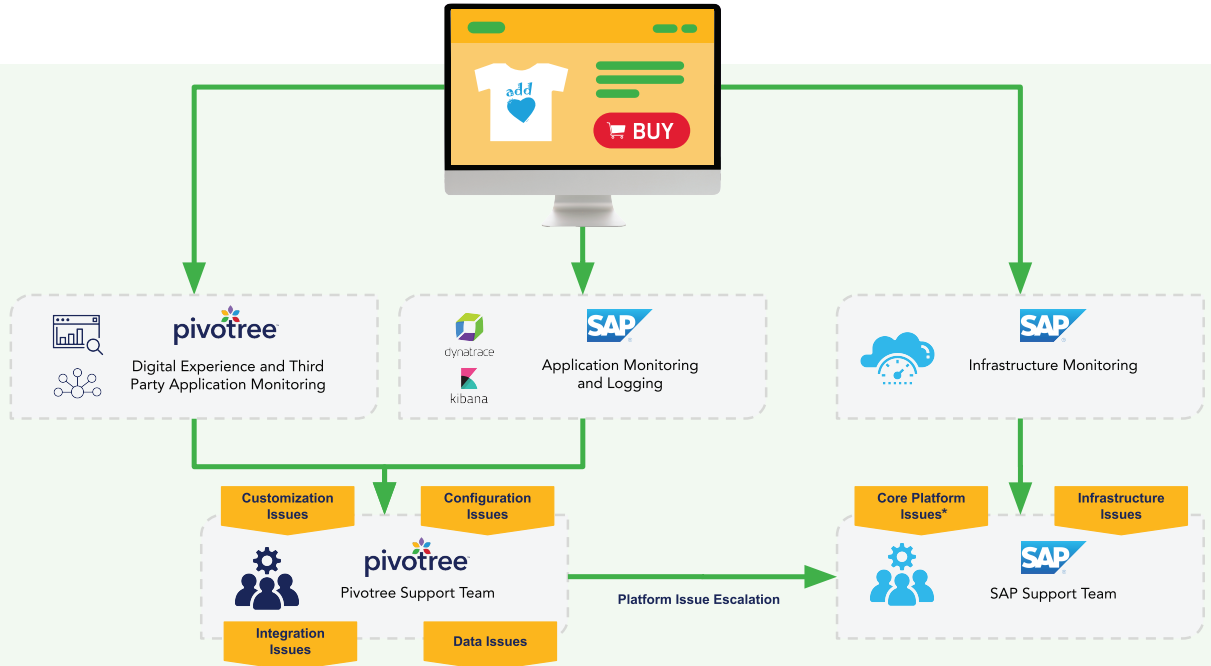 add
BUY
pivotree
Digital Experience and Third
Party Application Monitoring
dynatrace
kibana
SAP
Application Monitoring
and Logging
SAP
Infrastructure Monitoring
Customization
Issues
Configuration
Issues
pivotree
Pivotree Support Team
Integration
Issues
Data Issues
Platform Issue Escalation
Core Platform
Issues*
Infrastructure
Issues
SAP
SAP Support Team